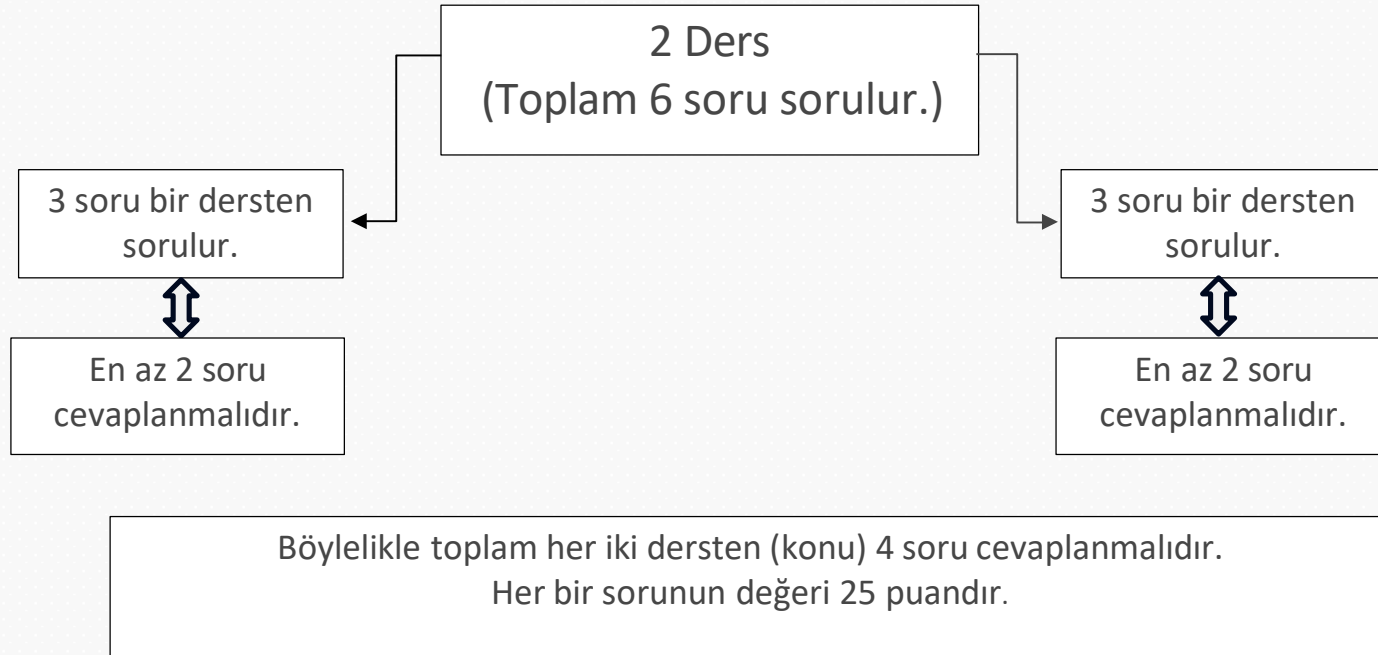 2 Ders
(Toplam 6 soru sorulur.)
3 soru bir dersten
sorulur.
3 soru bir dersten
sorulur.
En az 2 soru
cevaplanmalıdır.
En az 2 soru
cevaplanmalıdır.
Böylelikle toplam her iki dersten (konu) 4 soru cevaplanmalıdır.
Her bir sorunun değeri 25 puandır.